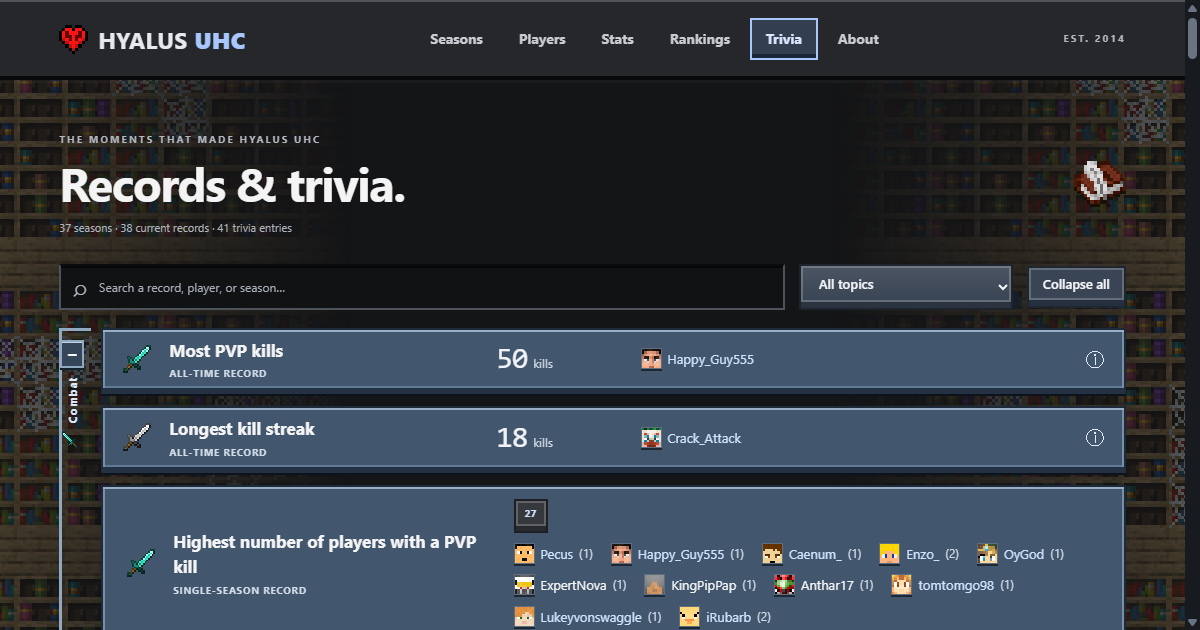 HYALUS UHC
Seasons
Players
Stats
Rankings
Trivia
About
EST. 2014
THE MOMENTS THAT MADE HYALUS UHC
Records & trivia.
37 seasons · 38 current records · 41 trivia entries
Search a record, player, or season...
All topics
Collapse all
Combat
Most PVP kills
ALL-TIME RECORD
50 kills
Happy_Guy555
Longest kill streak
ALL-TIME RECORD
18 kills
Crack_Attack
Highest number of players with a PVP
kill
SINGLE-SEASON RECORD
27
Pecus (1) Happy_Guy555 (1) Caenum_ (1) Enzo_ (2) OyGod (1)
ExpertNova (1) KingPipPap (1) Anthar17 (1) tomtomgo98 (1)
Lukeyvonswaggle (1) iRubarb (2)